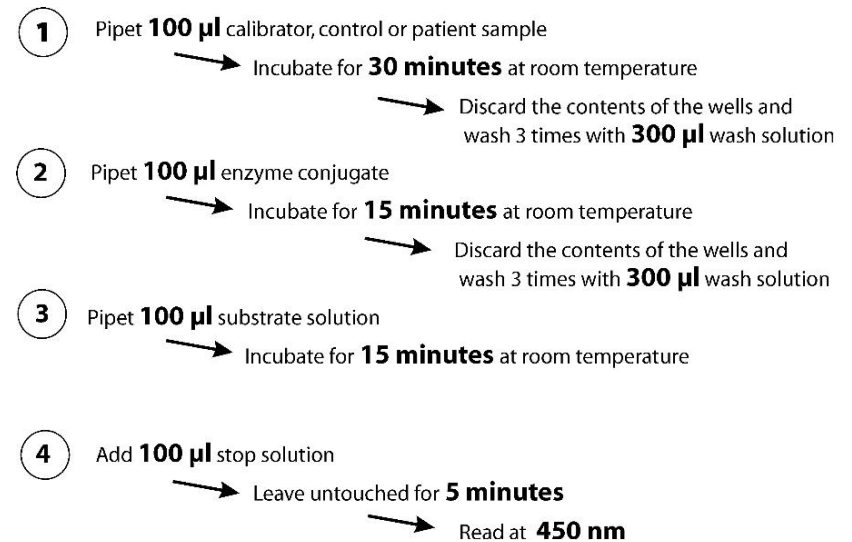 1 Pipet 100 µl calibrator, control or patient sample
Incubate for 30 minutes at room temperature
Discard the contents of the wells and
wash 3 times with 300 µl wash solution
2 Pipet 100 µl enzyme conjugate
Incubate for 15 minutes at room temperature
Discard the contents of the wells and
wash 3 times with 300 µl wash solution
3 Pipet 100 µl substrate solution
Incubate for 15 minutes at room temperature
4 Add 100 µl stop solution
Leave untouched for 5 minutes
Read at 450 nm